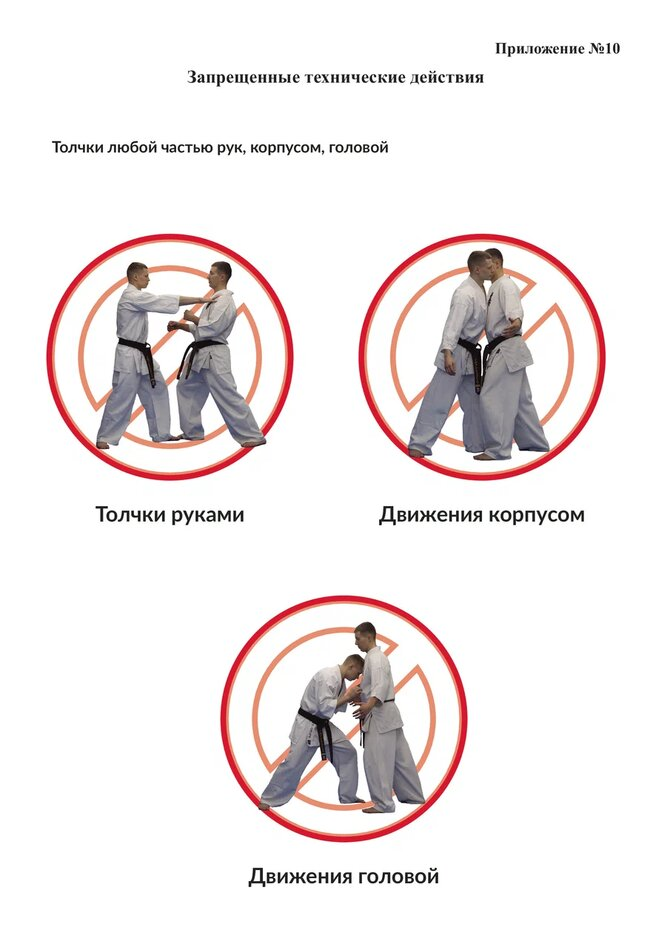 Приложение №10
Запрещенные технические действия
Толчки любой частью рук, корпусом, головой
Толчки руками
Движения корпусом
Движения головой